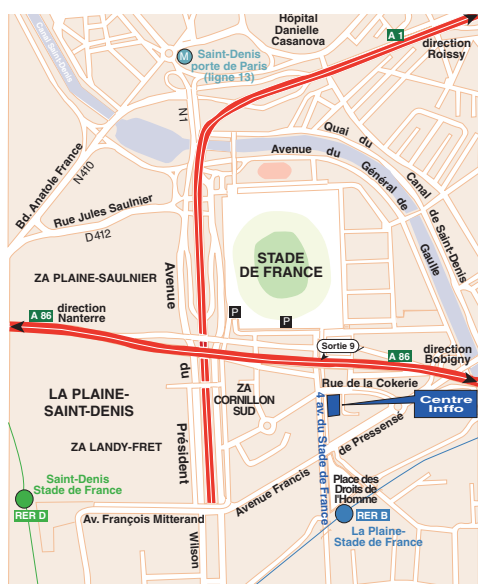 Hôpital
Danielle
Casanova
A 1
direction
Roissy
Canal Saint-Denis
M
Saint-Denis
porte de Paris
(ligne 13)
N1
Quai du
Canal
de Saint-Denis
Avenue du
Général de
Gaulle
Bd. Anatole France
N410
Rue Jules Saulnier
D412
STADE
DE FRANCE
ZA PLAINE-SAULNIER
Avenue
du
Président
Wilson
P
P
A 86
direction
Nanterre
Sortie 9
A 86
direction
Bobigny
Rue de la Cokerie
Centre
Inffo
LA PLAINE-
SAINT-DENIS
ZA
CORNILLON
SUD
4 av. du Stade de France
ZA LANDY-FRET
Avenue Francis
de Pressense
Saint-Denis
Stade de France
RER D
Place des
Droits de
l'Homme
RER B
La Plaine-
Stade de France
Av. François Mitterand